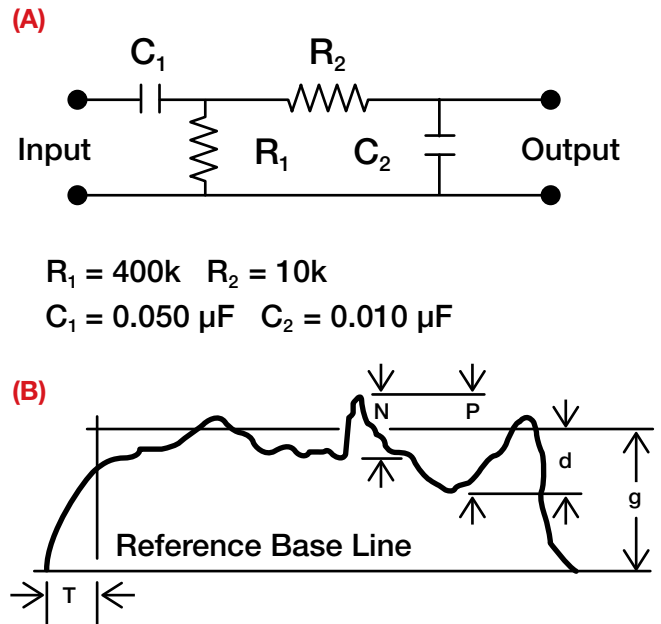 (A)
C₁ R₂
Input R₁ C₂ Output
R₁ = 400k R₂ = 10k
C₁ = 0.050 µF C₂ = 0.010 µF
(B)
N P
d
g
Reference Base Line
T